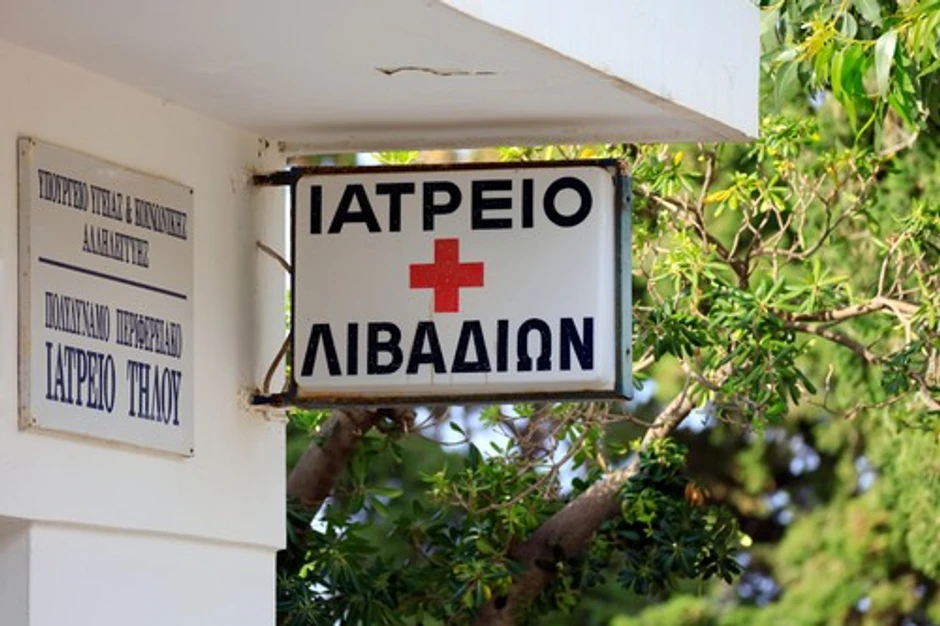 ΥΠΟΥΡΓΕΙΟ ΥΓΕΙΑΣ & ΚΟΙΝΩΝΙΚΗΣ
ΑΛΛΗΛΕΓΓΥΗΣ
ΠΟΛΥΔΥΝΑΜΟ ΠΕΡΙΦΕΡΕΙΑΚΟ
ΙΑΤΡΕΙΟ ΤΗΛΟΥ
ΙΑΤΡΕΙΟ
ΛΙΒΑΔΙΩΝ